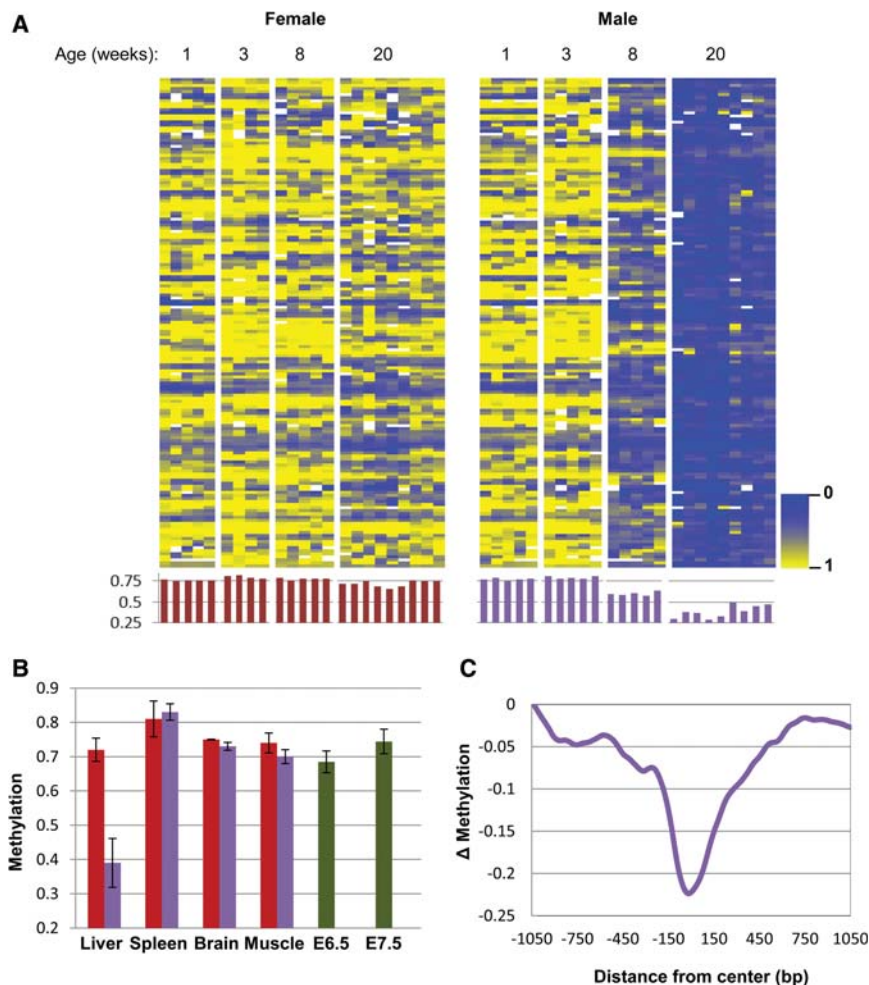 A
Female Male
Age (weeks): 1 3 8 20 1 3 8 20
0
1
0.75
0.5
0.25
B
0.9
0.8
0.7
0.6
0.5
0.4
0.3
0.2
Methylation
Liver Spleen Brain Muscle E6.5 E7.5
C
0
-0.05
-0.1
-0.15
-0.2
-0.25
Δ Methylation
-1050 -750 -450 -150 150 450 750 1050
Distance from center (bp)